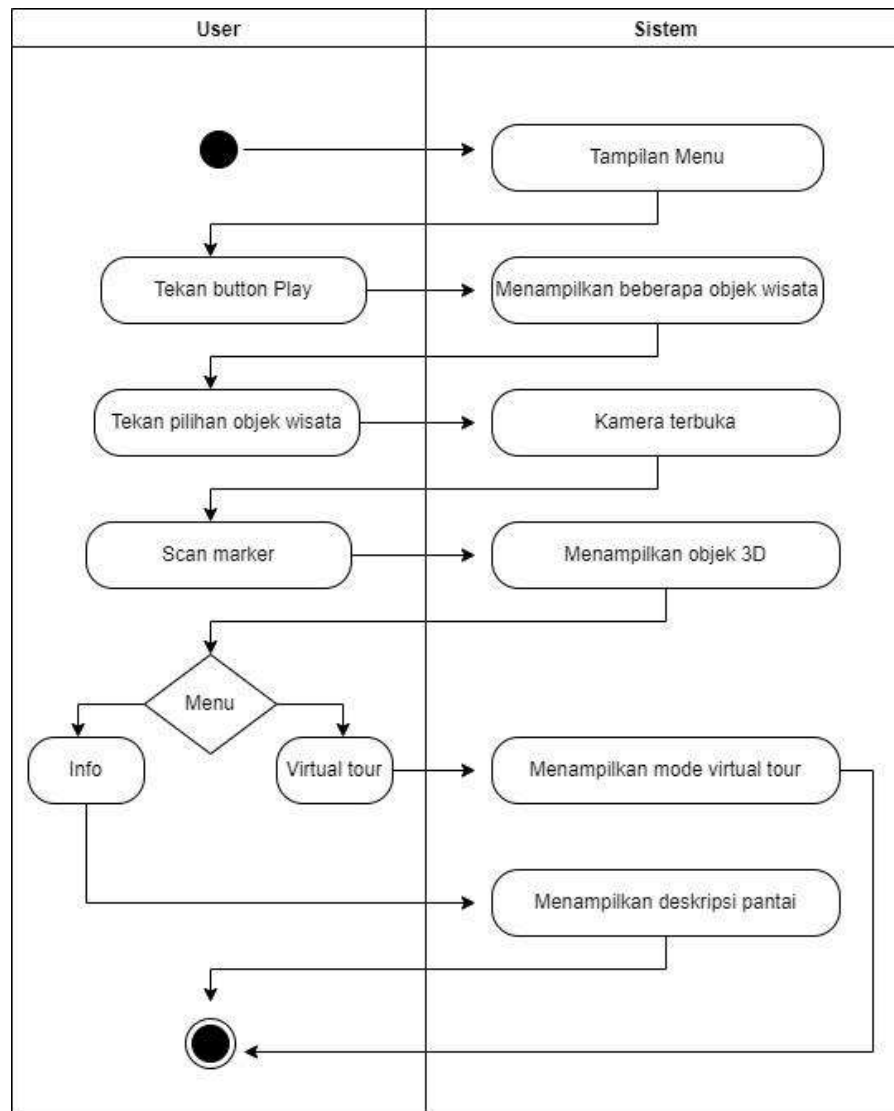 User
Sistem
Tampilan Menu
Tekan button Play
Menampilkan beberapa objek wisata
Tekan pilihan objek wisata
Kamera terbuka
Scan marker
Menampilkan objek 3D
Menu
Info
Virtual tour
Menampilkan mode virtual tour
Menampilkan deskripsi pantai